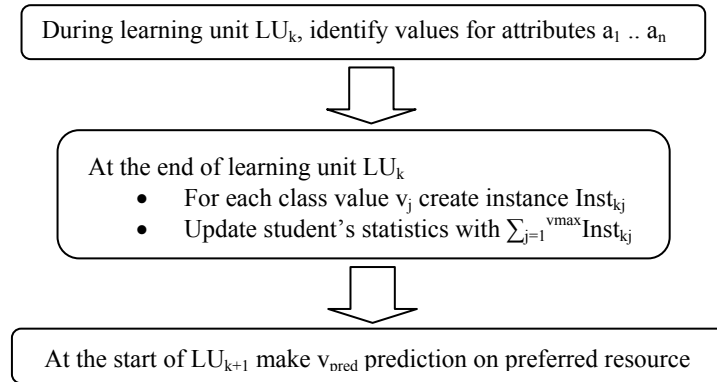 During learning unit LUₖ, identify values for attributes a₁ .. aₙ
At the end of learning unit LUₖ
• For each class value vⱼ create instance Instₖⱼ
• Update student’s statistics with ∑ⱼ₌₁ᵛᵐᵃˣInstₖⱼ
At the start of LUₖ₊₁ make v_pred prediction on preferred resource